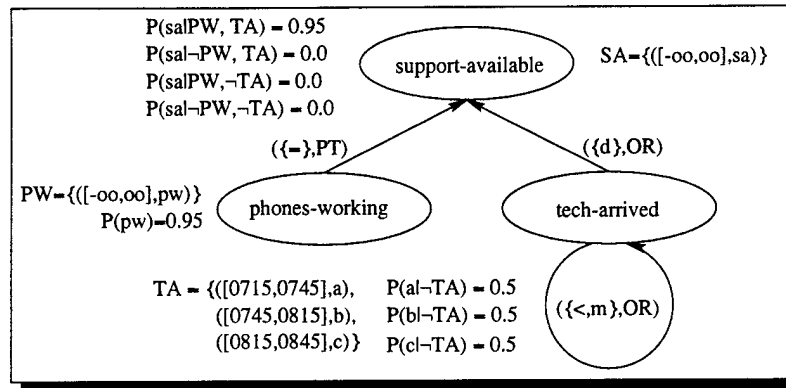 P(sa|PW, TA) = 0.95
P(sa|¬PW, TA) = 0.0
P(sa|PW,¬TA) = 0.0
P(sa|¬PW,¬TA) = 0.0
support-available
SA={([-oo,oo],sa)}
({=},PT)
({d},OR)
PW={([-oo,oo],pw)}
P(pw)=0.95
phones-working
tech-arrived
TA = {([0715,0745],a),
([0745,0815],b),
([0815,0845],c)}
P(a|¬TA) = 0.5
P(b|¬TA) = 0.5
P(c|¬TA) = 0.5
({<,m},OR)